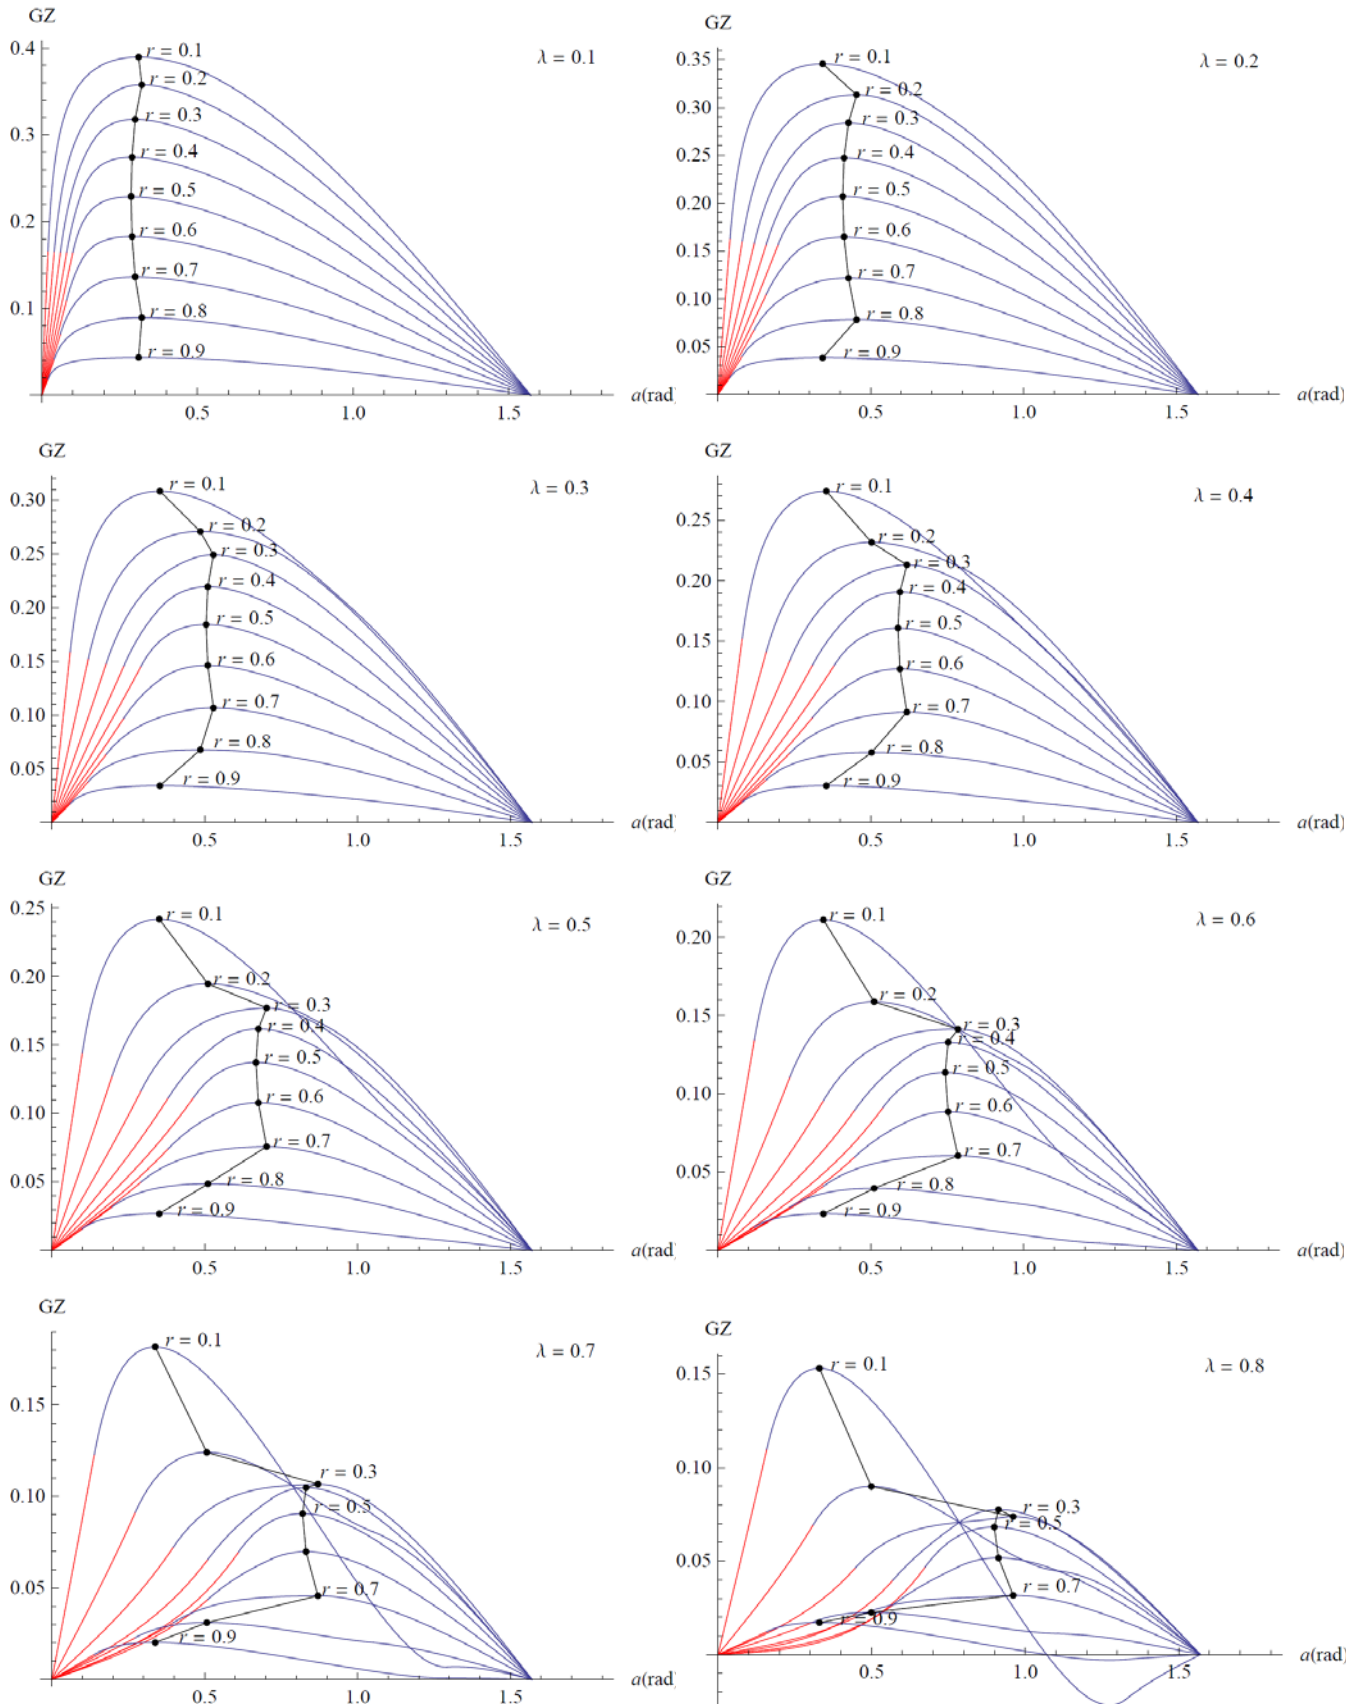 GZ
0.4
0.3
0.2
0.1
r = 0.1
r = 0.2
r = 0.3
r = 0.4
r = 0.5
r = 0.6
r = 0.7
r = 0.8
r = 0.9
λ = 0.1
0.5
1.0
1.5
a(rad)
GZ
0.35
0.30
0.25
0.20
0.15
0.10
0.05
r = 0.1
r = 0.2
r = 0.3
r = 0.4
r = 0.5
r = 0.6
r = 0.7
r = 0.8
r = 0.9
λ = 0.2
0.5
1.0
1.5
a(rad)
GZ
0.30
0.25
0.20
0.15
0.10
0.05
r = 0.1
r = 0.2
r = 0.3
r = 0.4
r = 0.5
r = 0.6
r = 0.7
r = 0.8
r = 0.9
λ = 0.3
0.5
1.0
1.5
a(rad)
GZ
0.25
0.20
0.15
0.10
0.05
r = 0.1
r = 0.2
r = 0.3
r = 0.4
r = 0.5
r = 0.6
r = 0.7
r = 0.8
r = 0.9
λ = 0.4
0.5
1.0
1.5
a(rad)
GZ
0.25
0.20
0.15
0.10
0.05
r = 0.1
r = 0.2
r = 0.3
r = 0.4
r = 0.5
r = 0.6
r = 0.7
r = 0.8
r = 0.9
λ = 0.5
0.5
1.0
1.5
a(rad)
GZ
0.20
0.15
0.10
0.05
r = 0.1
r = 0.2
r = 0.3
r = 0.4
r = 0.5
r = 0.6
r = 0.7
r = 0.8
r = 0.9
λ = 0.6
0.5
1.0
1.5
a(rad)
GZ
0.15
0.10
0.05
r = 0.1
r = 0.3
r = 0.5
r = 0.7
r = 0.9
λ = 0.7
0.5
1.0
1.5
a(rad)
GZ
0.15
0.10
0.05
r = 0.1
r = 0.3
r = 0.5
r = 0.7
r = 0.9
λ = 0.8
0.5
1.0
1.5
a(rad)